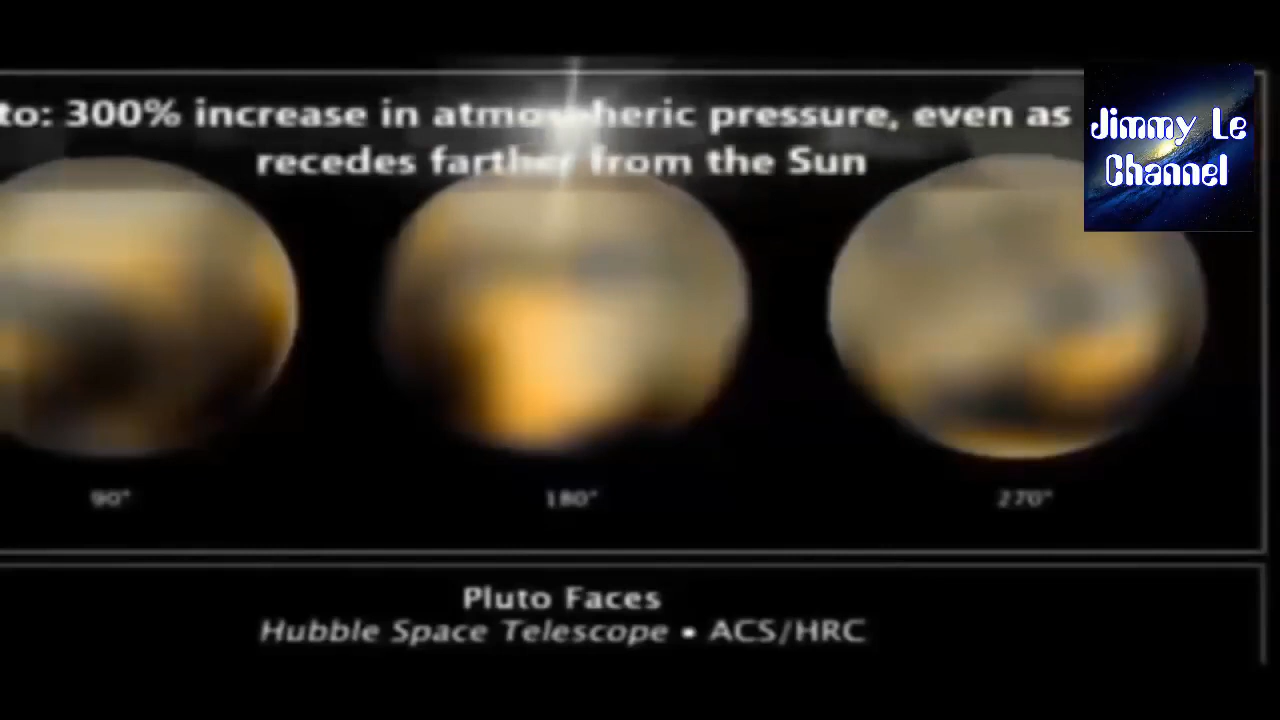 to: 300% increase in atmospheric pressure, even as
recedes farther from the Sun
Jimmy Le
Channel
90°
180°
270°
Pluto Faces
Hubble Space Telescope • ACS/HRC